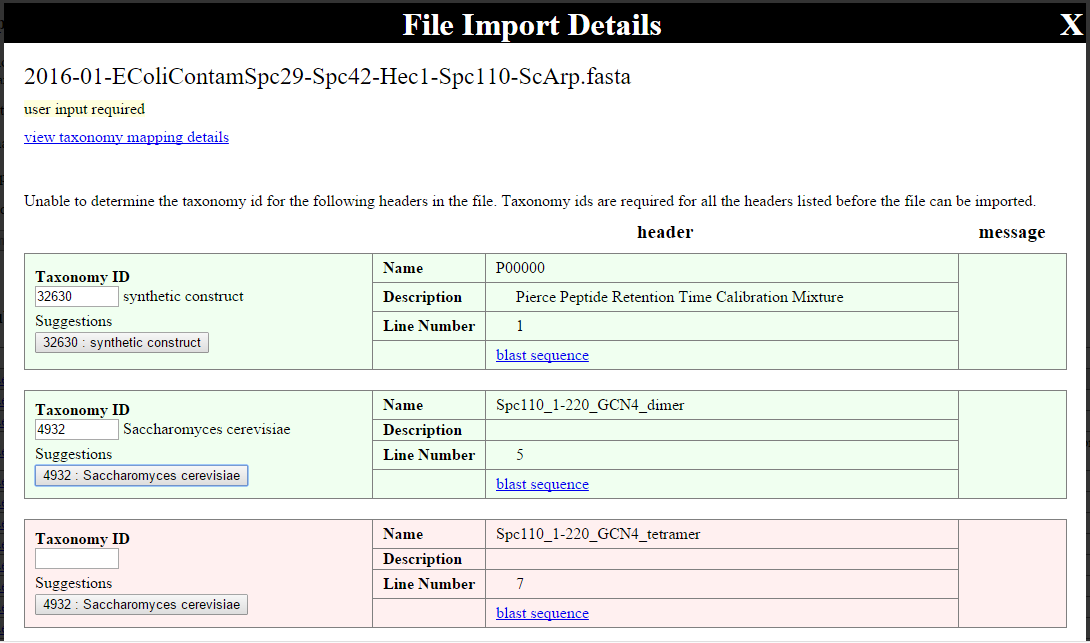 File Import Details X
2016-01-EColiContamSpc29-Spc42-Hec1-Spc110-ScArp.fasta
user input required
view taxonomy mapping details
Unable to determine the taxonomy id for the following headers in the file. Taxonomy ids are required for all the headers listed before the file can be imported.
header message
Taxonomy ID
32630 synthetic construct
Suggestions
32630 : synthetic construct
Name P00000
Description Pierce Peptide Retention Time Calibration Mixture
Line Number 1
blast sequence
Taxonomy ID
4932 Saccharomyces cerevisiae
Suggestions
4932 : Saccharomyces cerevisiae
Name Spc110_1-220_GCN4_dimer
Description
Line Number 5
blast sequence
Taxonomy ID
Suggestions
4932 : Saccharomyces cerevisiae
Name Spc110_1-220_GCN4_tetramer
Description
Line Number 7
blast sequence